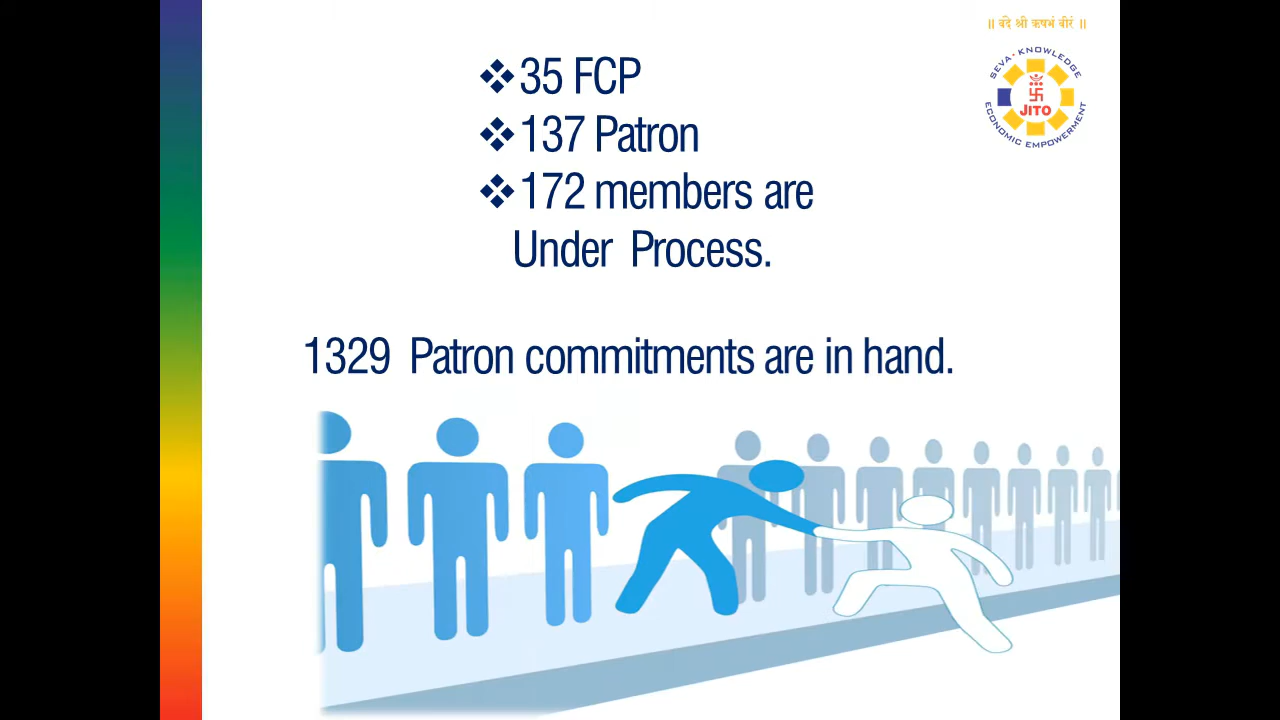 ॥ वंदे श्री ऋषभं वीरं ॥
SEVA • KNOWLEDGE
JITO
ECONOMIC EMPOWERMENT
❖35 FCP
❖137 Patron
❖172 members are
Under Process.
1329 Patron commitments are in hand.